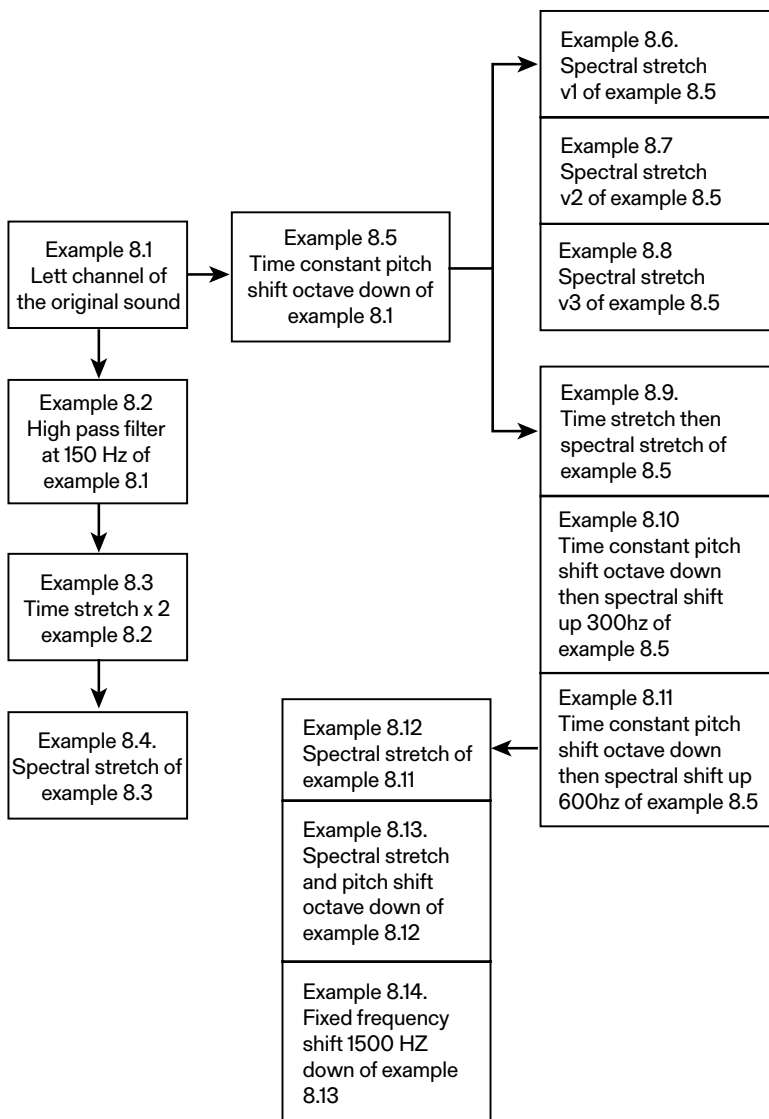 Example 8.1
Lett channel of
the original sound
Example 8.2
High pass filter
at 150 Hz of
example 8.1
Example 8.3
Time stretch x 2
example 8.2
Example 8.4.
Spectral stretch of
example 8.3
Example 8.5
Time constant pitch
shift octave down of
example 8.1
Example 8.6.
Spectral stretch
v1 of example 8.5
Example 8.7
Spectral stretch
v2 of example 8.5
Example 8.8
Spectral stretch
v3 of example 8.5
Example 8.9.
Time stretch then
spectral stretch of
example 8.5
Example 8.10
Time constant pitch
shift octave down
then spectral shift
up 300hz of
example 8.5
Example 8.11
Time constant pitch
shift octave down
then spectral shift up
600hz of example 8.5
Example 8.12
Spectral stretch of
example 8.11
Example 8.13.
Spectral stretch
and pitch shift
octave down of
example 8.12
Example 8.14.
Fixed frequency
shift 1500 HZ
down of example
8.13